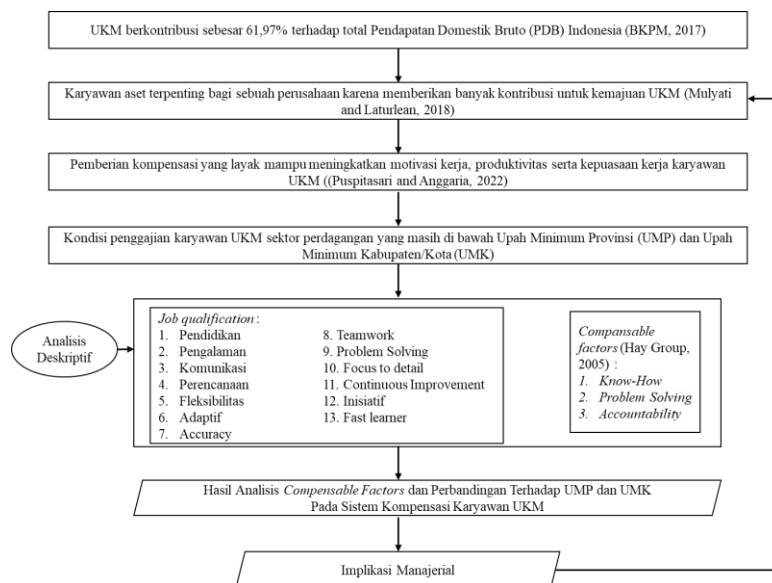 UKM berkontribusi sebesar 61,97% terhadap total Pendapatan Domestik Bruto (PDB) Indonesia (BKPM, 2017)
Karyawan aset terpenting bagi sebuah perusahaan karena memberikan banyak kontribusi untuk kemajuan UKM (Mulyati
and Laturlean, 2018)
Pemberian kompensasi yang layak mampu meningkatkan motivasi kerja, produktivitas serta kepuasaan kerja karyawan
UKM ((Puspitasari and Anggaria, 2022)
Kondisi penggajian karyawan UKM sektor perdagangan yang masih di bawah Upah Minimum Provinsi (UMP) dan Upah
Minimum Kabupaten/Kota (UMK)
Analisis
Deskriptif
Job qualification :
1. Pendidikan
2. Pengalaman
3. Komunikasi
4. Perencanaan
5. Fleksibilitas
6. Adaptif
7. Accuracy
8. Teamwork
9. Problem Solving
10. Focus to detail
11. Continuous Improvement
12. Inisiatif
13. Fast learner
Compansable
factors (Hay Group,
2005) :
1. Know-How
2. Problem Solving
3. Accountability
Hasil Analisis Compensable Factors dan Perbandingan Terhadap UMP dan UMK
Pada Sistem Kompensasi Karyawan UKM
Implikasi Manajerial